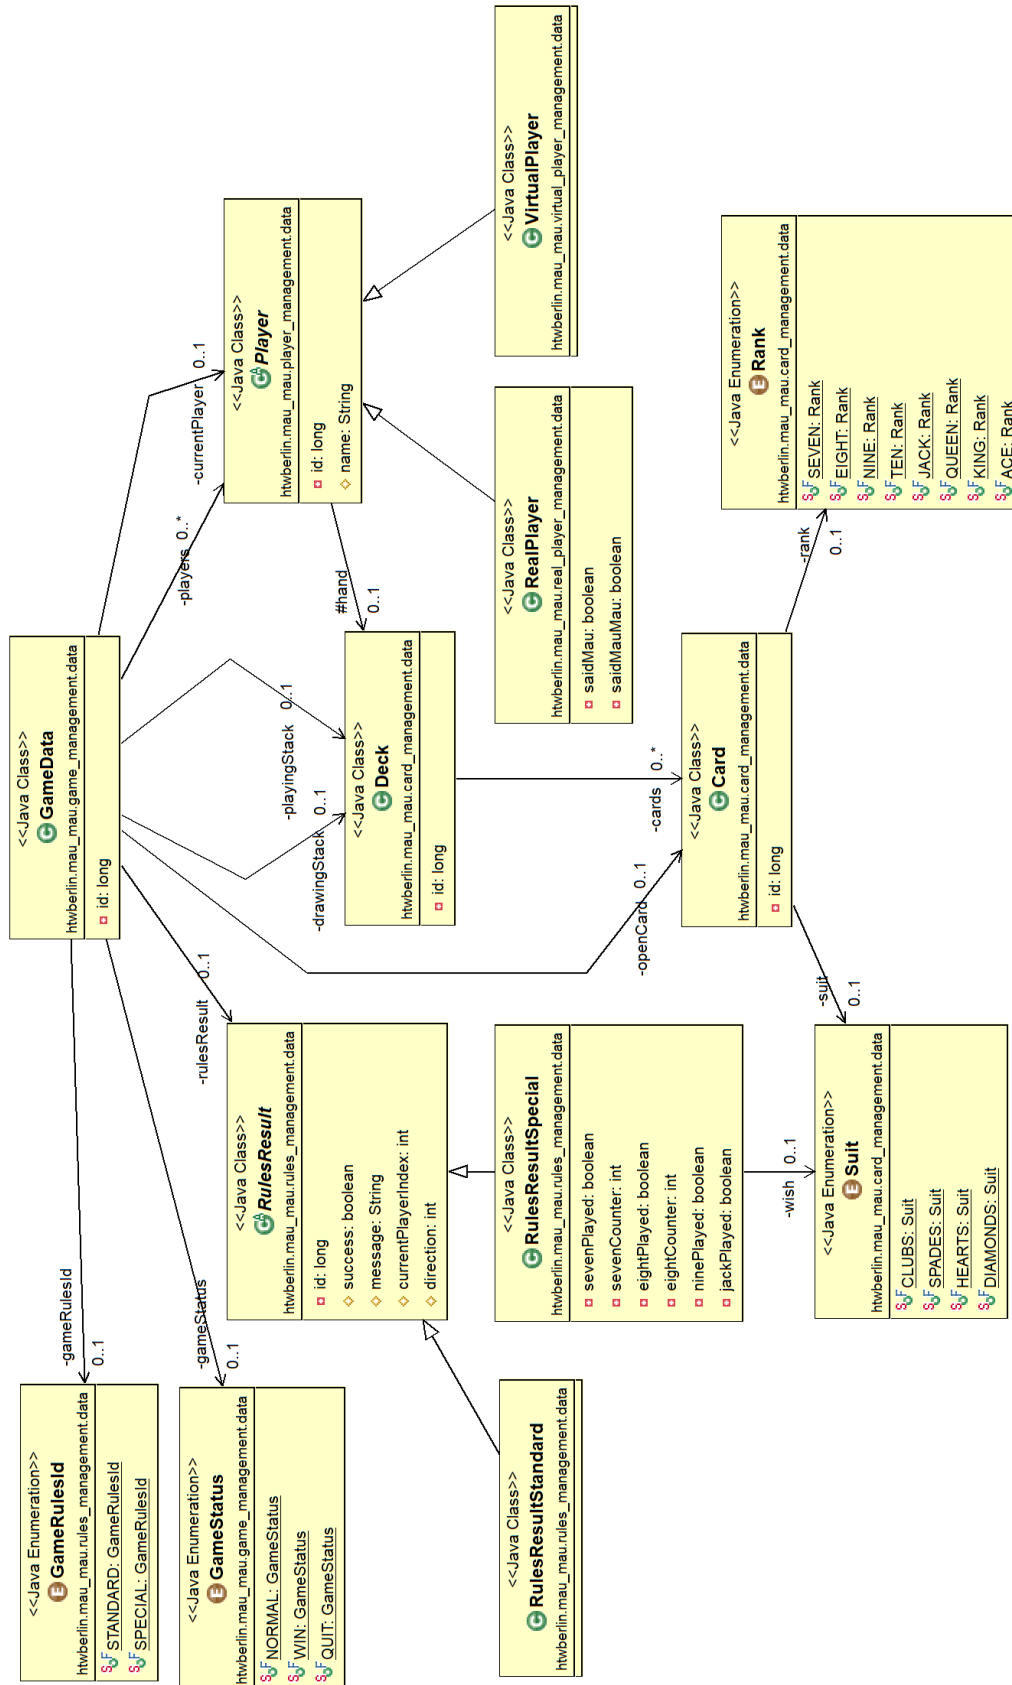 <<Java Enumeration>>
GameRulesId
htwberlin.mau_mau.rules_management.data
STANDARD: GameRulesId
SPECIAL: GameRulesId
-gameRulesId
0..1
<<Java Enumeration>>
GameStatus
htwberlin.mau_mau.game_management.data
NORMAL: GameStatus
WIN: GameStatus
QUIT: GameStatus
-gameStatus
0..1
<<Java Class>>
GameData
htwberlin.mau_mau.game_management.data
id: long
-rulesResult
0..1
-drawingStack
0..1
-playingStack
0..1
-players
0..*
-currentPlayer
0..1
-openCard
0..1
<<Java Class>>
Player
htwberlin.mau_mau.player_management.data
id: long
name: String
#hand
0..1
<<Java Class>>
RulesResult
htwberlin.mau_mau.rules_management.data
id: long
success: boolean
message: String
currentPlayerIndex: int
direction: int
<<Java Class>>
Deck
htwberlin.mau_mau.card_management.data
id: long
-cards
0..*
<<Java Class>>
RulesResultStandard
htwberlin.mau_mau.rules_management.data
<<Java Class>>
RulesResultSpecial
htwberlin.mau_mau.rules_management.data
sevenPlayed: boolean
sevenCounter: int
eightPlayed: boolean
eightCounter: int
ninePlayed: boolean
jackPlayed: boolean
-wish
0..1
<<Java Class>>
RealPlayer
htwberlin.mau_mau.real_player_management.data
saidMau: boolean
saidMauMau: boolean
<<Java Class>>
VirtualPlayer
htwberlin.mau_mau.virtual_player_management.data
<<Java Class>>
Card
htwberlin.mau_mau.card_management.data
id: long
-suit
0..1
-rank
0..1
<<Java Enumeration>>
Suit
htwberlin.mau_mau.card_management.data
CLUBS: Suit
SPADES: Suit
HEARTS: Suit
DIAMONDS: Suit
<<Java Enumeration>>
Rank
htwberlin.mau_mau.card_management.data
SEVEN: Rank
EIGHT: Rank
NINE: Rank
TEN: Rank
JACK: Rank
QUEEN: Rank
KING: Rank
ACE: Rank